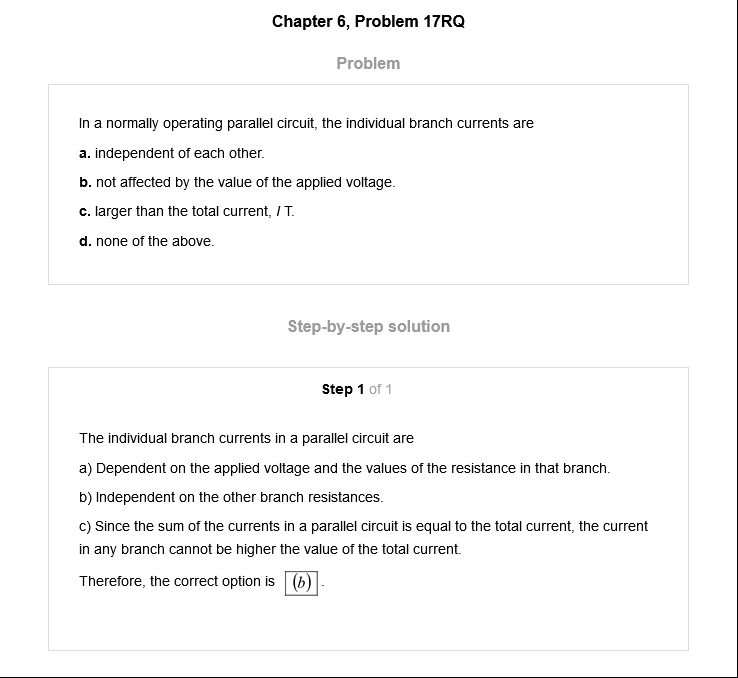 Chapter 6, Problem 17RQ
Problem
In a normally operating parallel circuit, the individual branch currents are
a. independent of each other.
b. not affected by the value of the applied voltage.
c. larger than the total current, I T.
d. none of the above.
Step-by-step solution
Step 1 of 1
The individual branch currents in a parallel circuit are
a) Dependent on the applied voltage and the values of the resistance in that branch.
b) Independent on the other branch resistances.
c) Since the sum of the currents in a parallel circuit is equal to the total current, the current
in any branch cannot be higher the value of the total current.
Therefore, the correct option is (b).